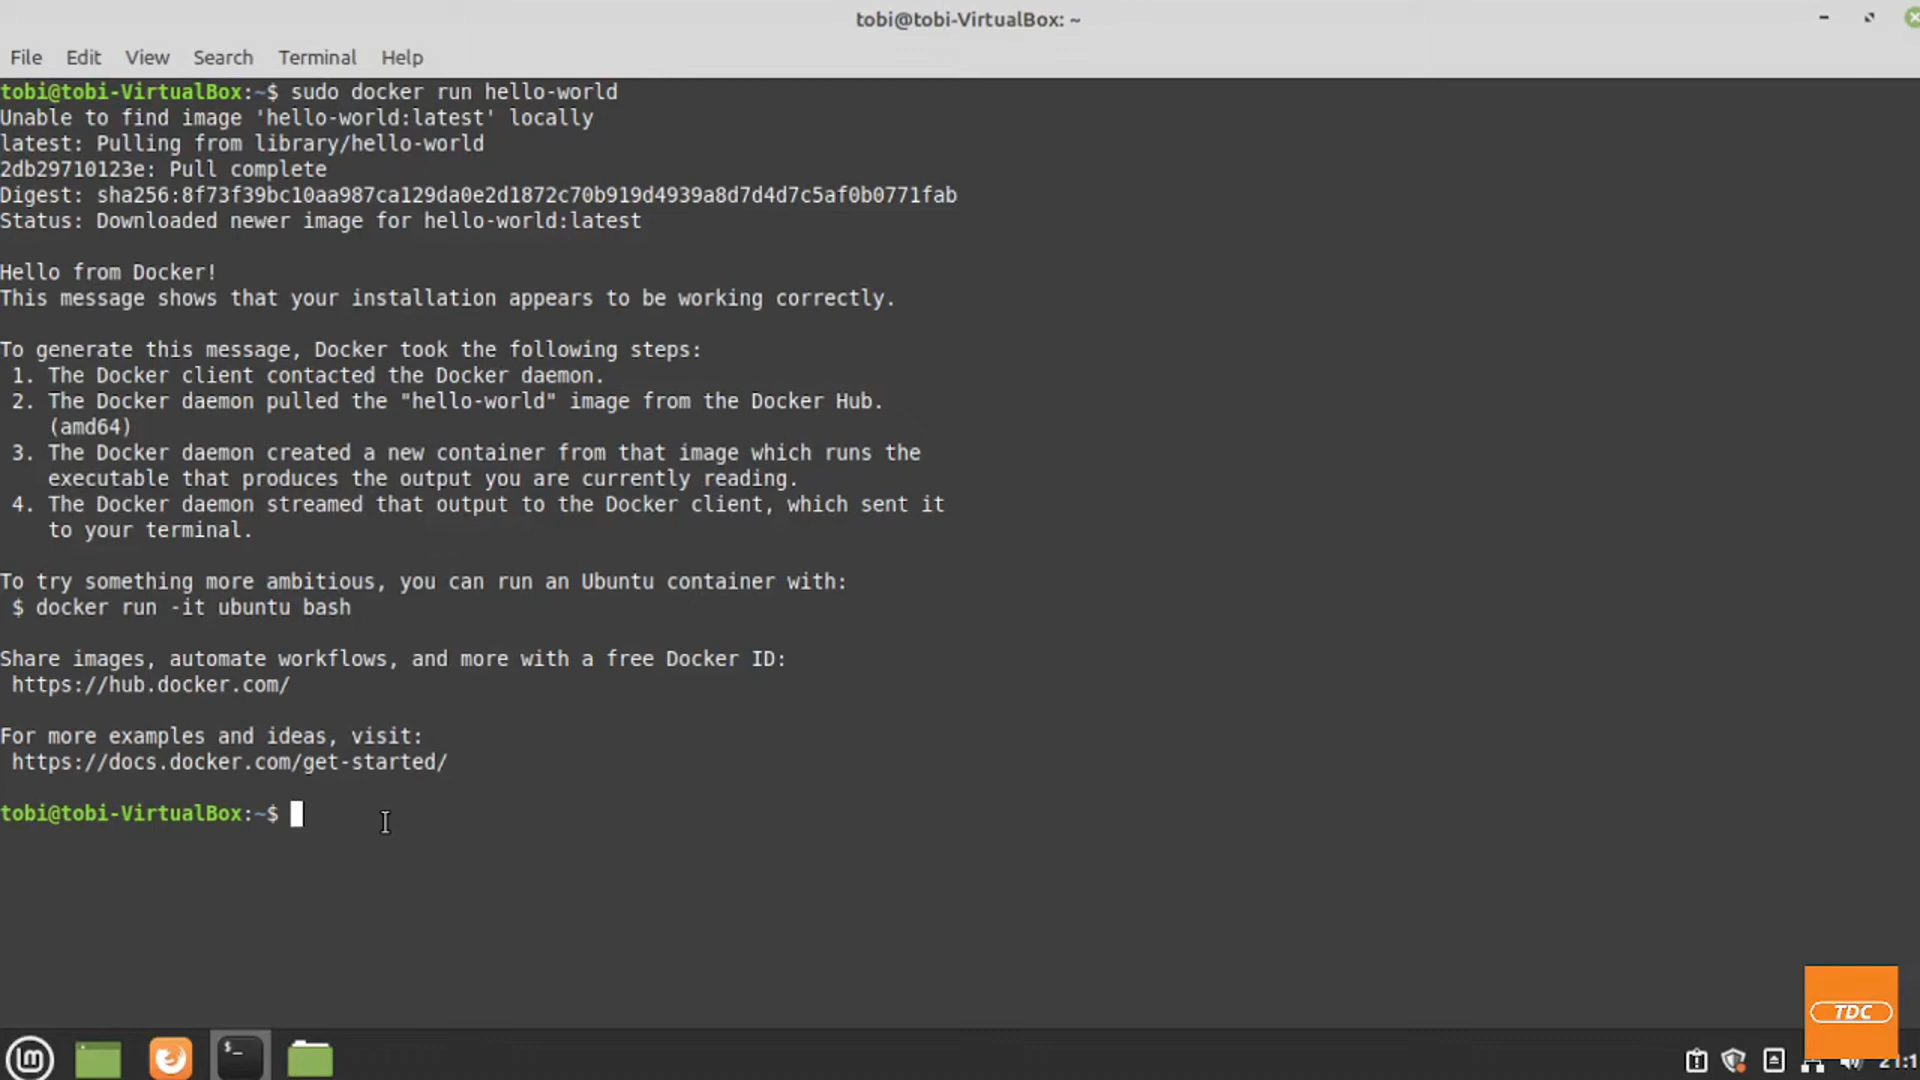 tobi@tobi-VirtualBox: ~
File Edit View Search Terminal Help
tobi@tobi-VirtualBox:~$ sudo docker run hello-world
Unable to find image 'hello-world:latest' locally
latest: Pulling from library/hello-world
2db29710123e: Pull complete
Digest: sha256:8f73f39bc10aa987ca129da0e2d1872c70b919d4939a8d7d4d7c5af0b0771fab
Status: Downloaded newer image for hello-world:latest
Hello from Docker!
This message shows that your installation appears to be working correctly.
To generate this message, Docker took the following steps:
1. The Docker client contacted the Docker daemon.
2. The Docker daemon pulled the "hello-world" image from the Docker Hub.
(amd64)
3. The Docker daemon created a new container from that image which runs the
executable that produces the output you are currently reading.
4. The Docker daemon streamed that output to the Docker client, which sent it
to your terminal.
To try something more ambitious, you can run an Ubuntu container with:
$ docker run -it ubuntu bash
Share images, automate workflows, and more with a free Docker ID:
https://hub.docker.com/
For more examples and ideas, visit:
https://docs.docker.com/get-started/
tobi@tobi-VirtualBox:~$
TDC